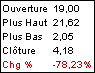 Ouverture 19,00
Plus Haut 21,62
Plus Bas 2,05
Clôture 4,18
Chg % -78,23%